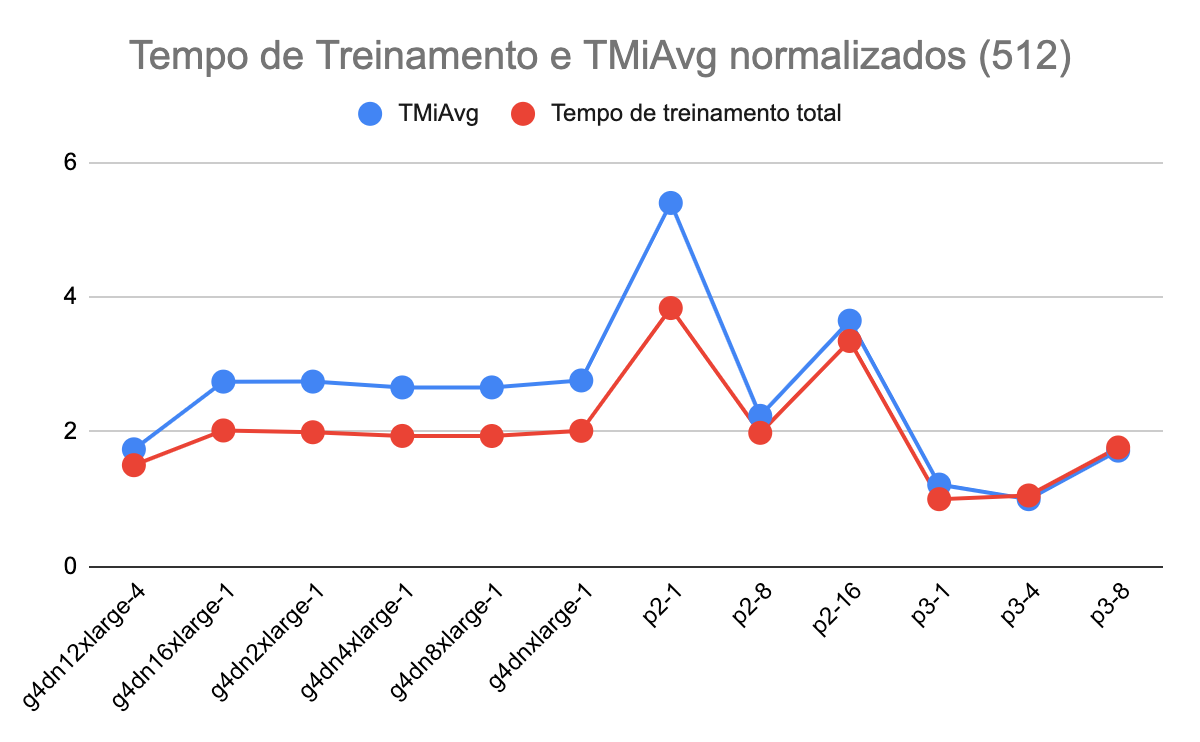 Tempo de Treinamento e TMiAvg normalizados (512)
TMiAvg
Tempo de treinamento total
6
4
2
0
g4dn12xlarge-4
g4dn16xlarge-1
g4dn2xlarge-1
g4dn4xlarge-1
g4dn8xlarge-1
g4dnxlarge-1
p2-1
p2-8
p2-16
p3-1
p3-4
p3-8